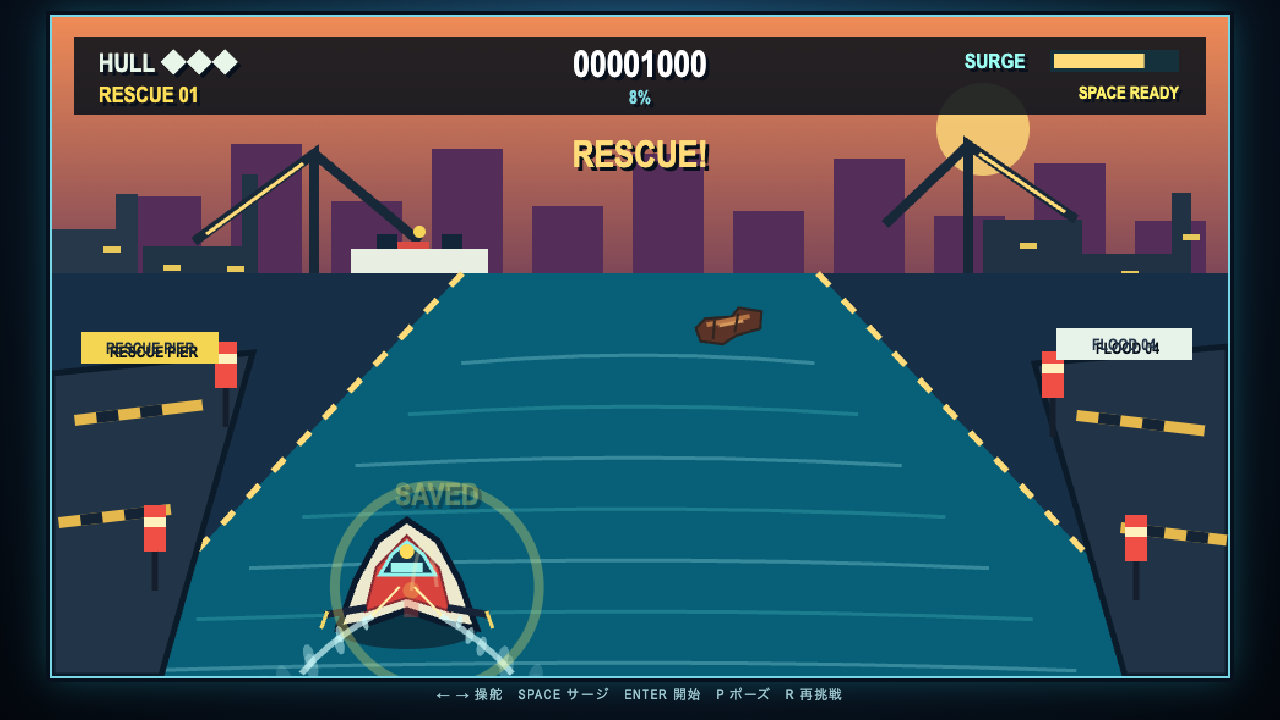 HULL
RESCUE 01
00001000
8%
SURGE
SPACE READY
RESCUE!
RESCUE PIER
FLOOD 04
SAVED
← → 操舵 SPACE サージ ENTER 開始 P ポーズ R 再挑戦